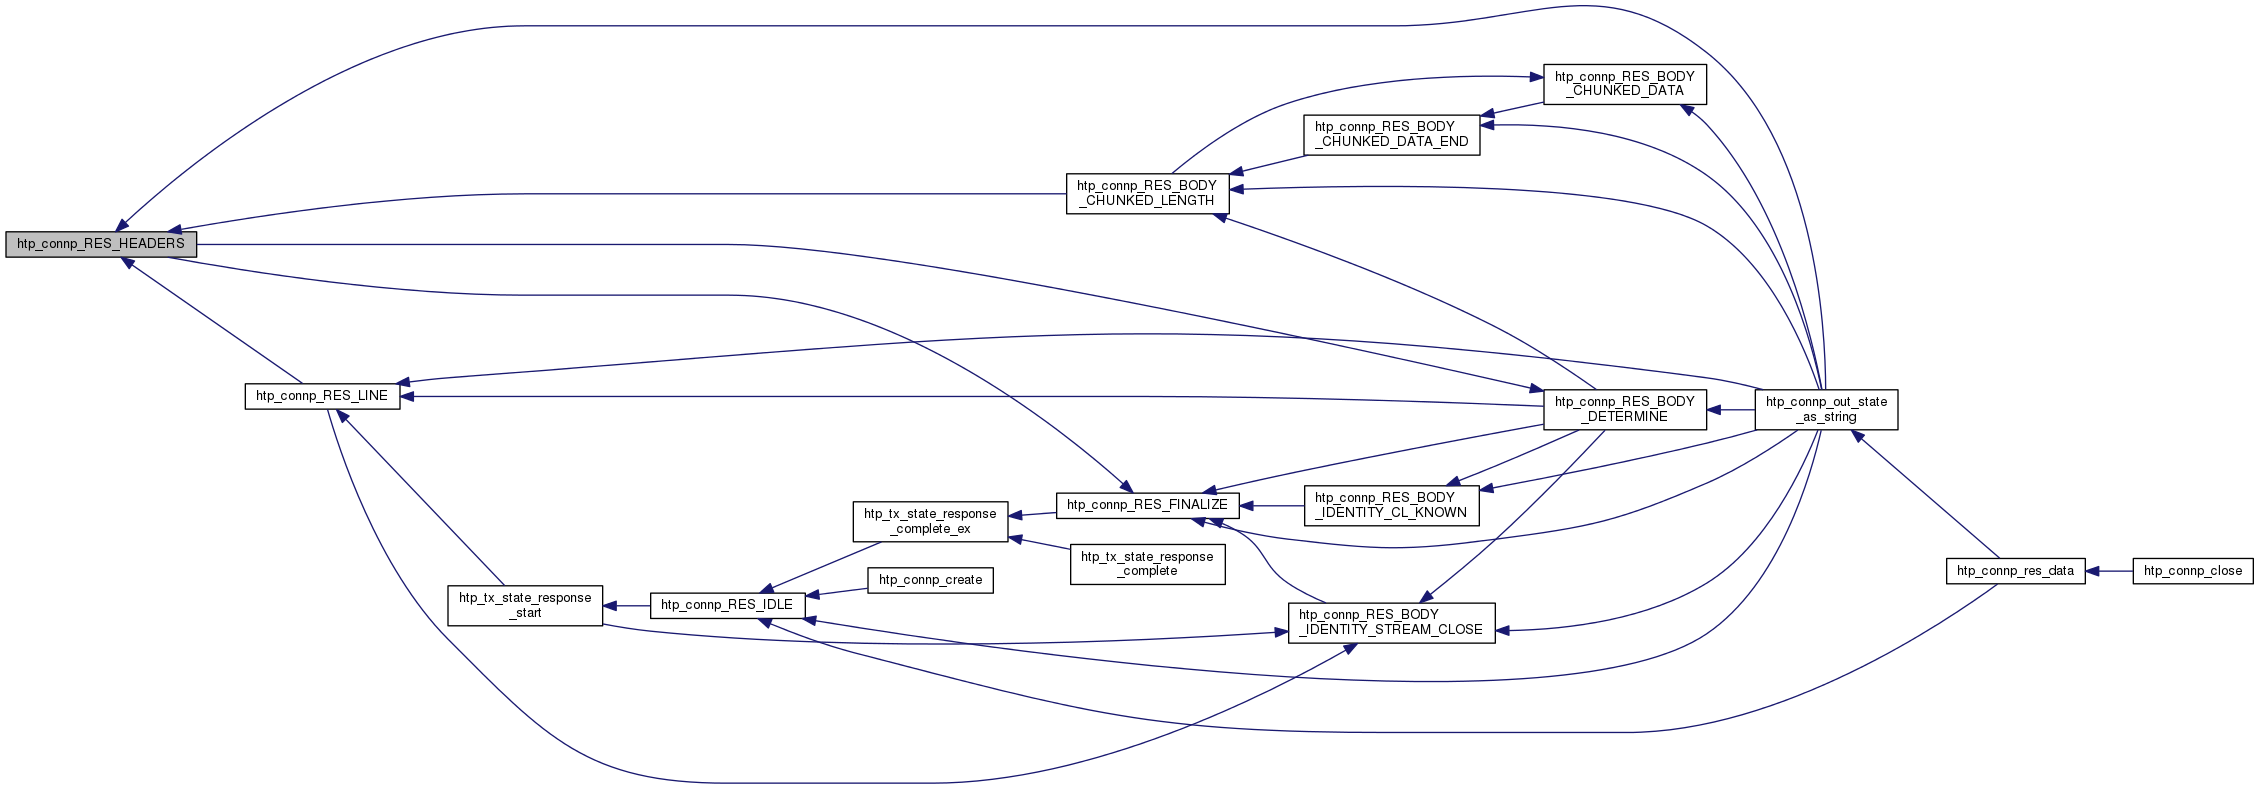 htp_connp_RES_BODY
_CHUNKED_DATA
htp_connp_RES_BODY
_CHUNKED_DATA_END
htp_connp_RES_BODY
_CHUNKED_LENGTH
htp_connp_RES_HEADERS
htp_connp_RES_LINE
htp_connp_RES_BODY
_DETERMINE
htp_connp_out_state
_as_string
htp_connp_RES_BODY
_IDENTITY_CL_KNOWN
htp_connp_RES_FINALIZE
htp_tx_state_response
_complete_ex
htp_tx_state_response
_complete
htp_connp_res_data
htp_connp_close
htp_connp_create
htp_tx_state_response
_start
htp_connp_RES_IDLE
htp_connp_RES_BODY
_IDENTITY_STREAM_CLOSE